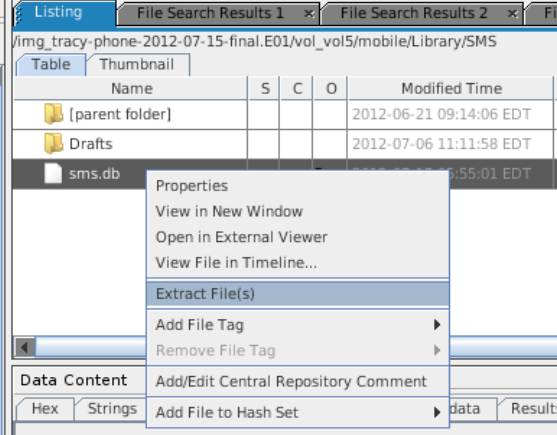 Listing File Search Results 1 × File Search Results 2 × Fi
/img_tracy-phone-2012-07-15-final.E01/vol_vol5/mobile/Library/SMS
Table Thumbnail
Name S C O Modified Time
[parent folder] 2012-06-21 09:14:06 EDT
Drafts 2012-07-06 11:11:58 EDT
sms.db 5:55:01 EDT
Properties
View in New Window
Open in External Viewer
View File in Timeline...
Extract File(s)
Add File Tag
Remove File Tag
Data Content
Add/Edit Central Repository Comment
Hex Strings data Result
Add File to Hash Set